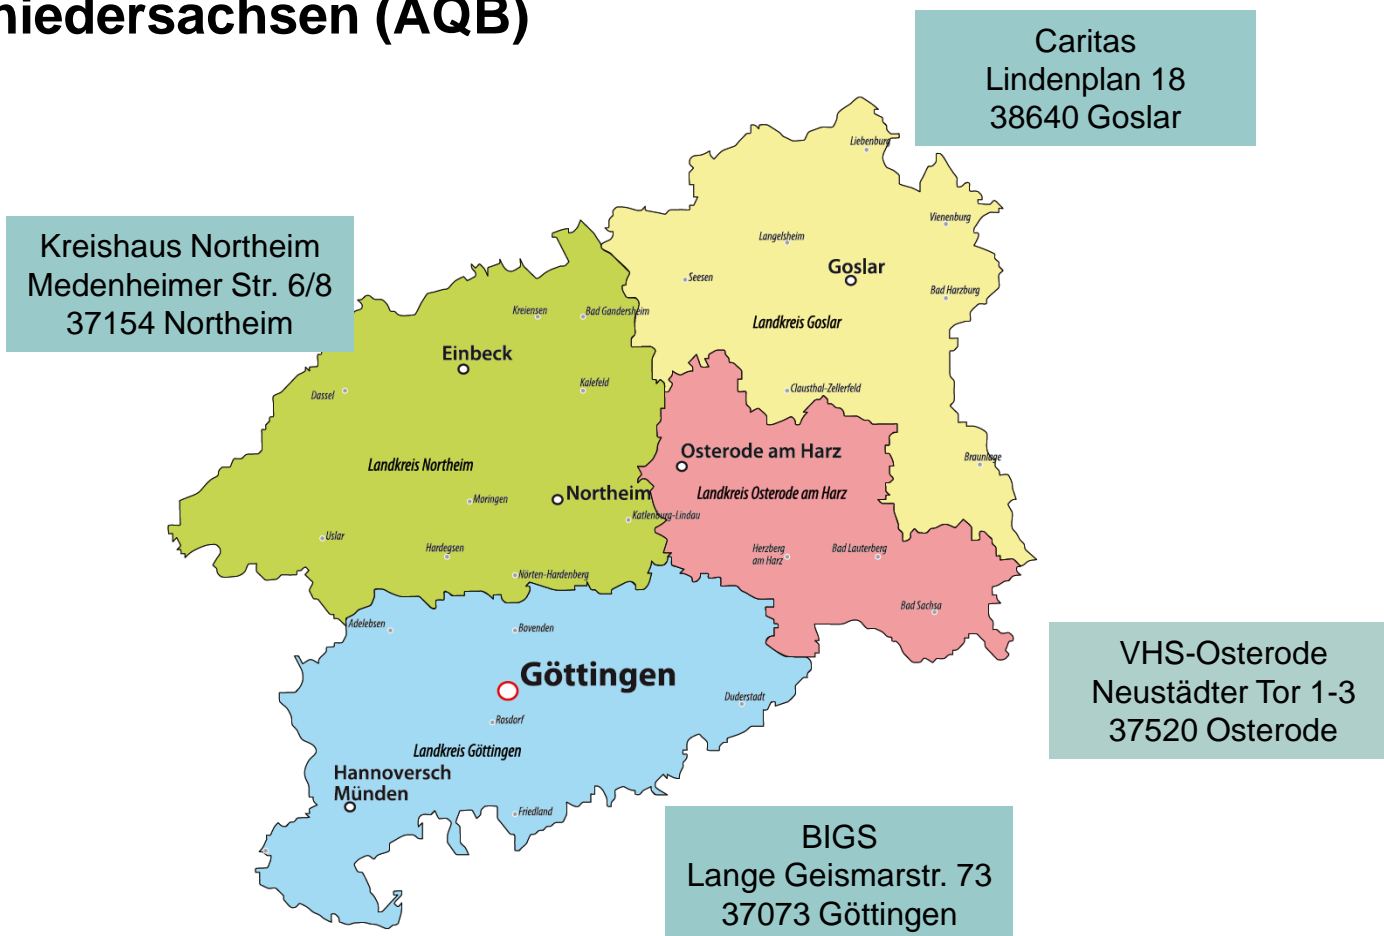 niedersachsen (AQB)
Caritas
Lindenplan 18
38640 Goslar
Kreishaus Northeim
Medenheimer Str. 6/8
37154 Northeim
Liebenburg
Vienenburg
Langelsheim
Goslar
Seesen
Bad Harzburg
Landkreis Goslar
Kreiensen
Bad Gandersheim
Einbeck
Kalefeld
Dassel
Clausthal-Zellerfeld
Osterode am Harz
Braunlage
Landkreis Northeim
Landkreis Osterode am Harz
Northeim
Moringen
Katlenburg-Lindau
Uslar
Hardegsen
Herzberg
am Harz
Bad Lauterberg
Nörten-Hardenberg
Bad Sachsa
Adelebsen
Bovenden
Göttingen
Duderstadt
Rosdorf
Landkreis Göttingen
Hannoversch
Münden
Friedland
VHS-Osterode
Neustädter Tor 1-3
37520 Osterode
BIGS
Lange Geismarstr. 73
37073 Göttingen